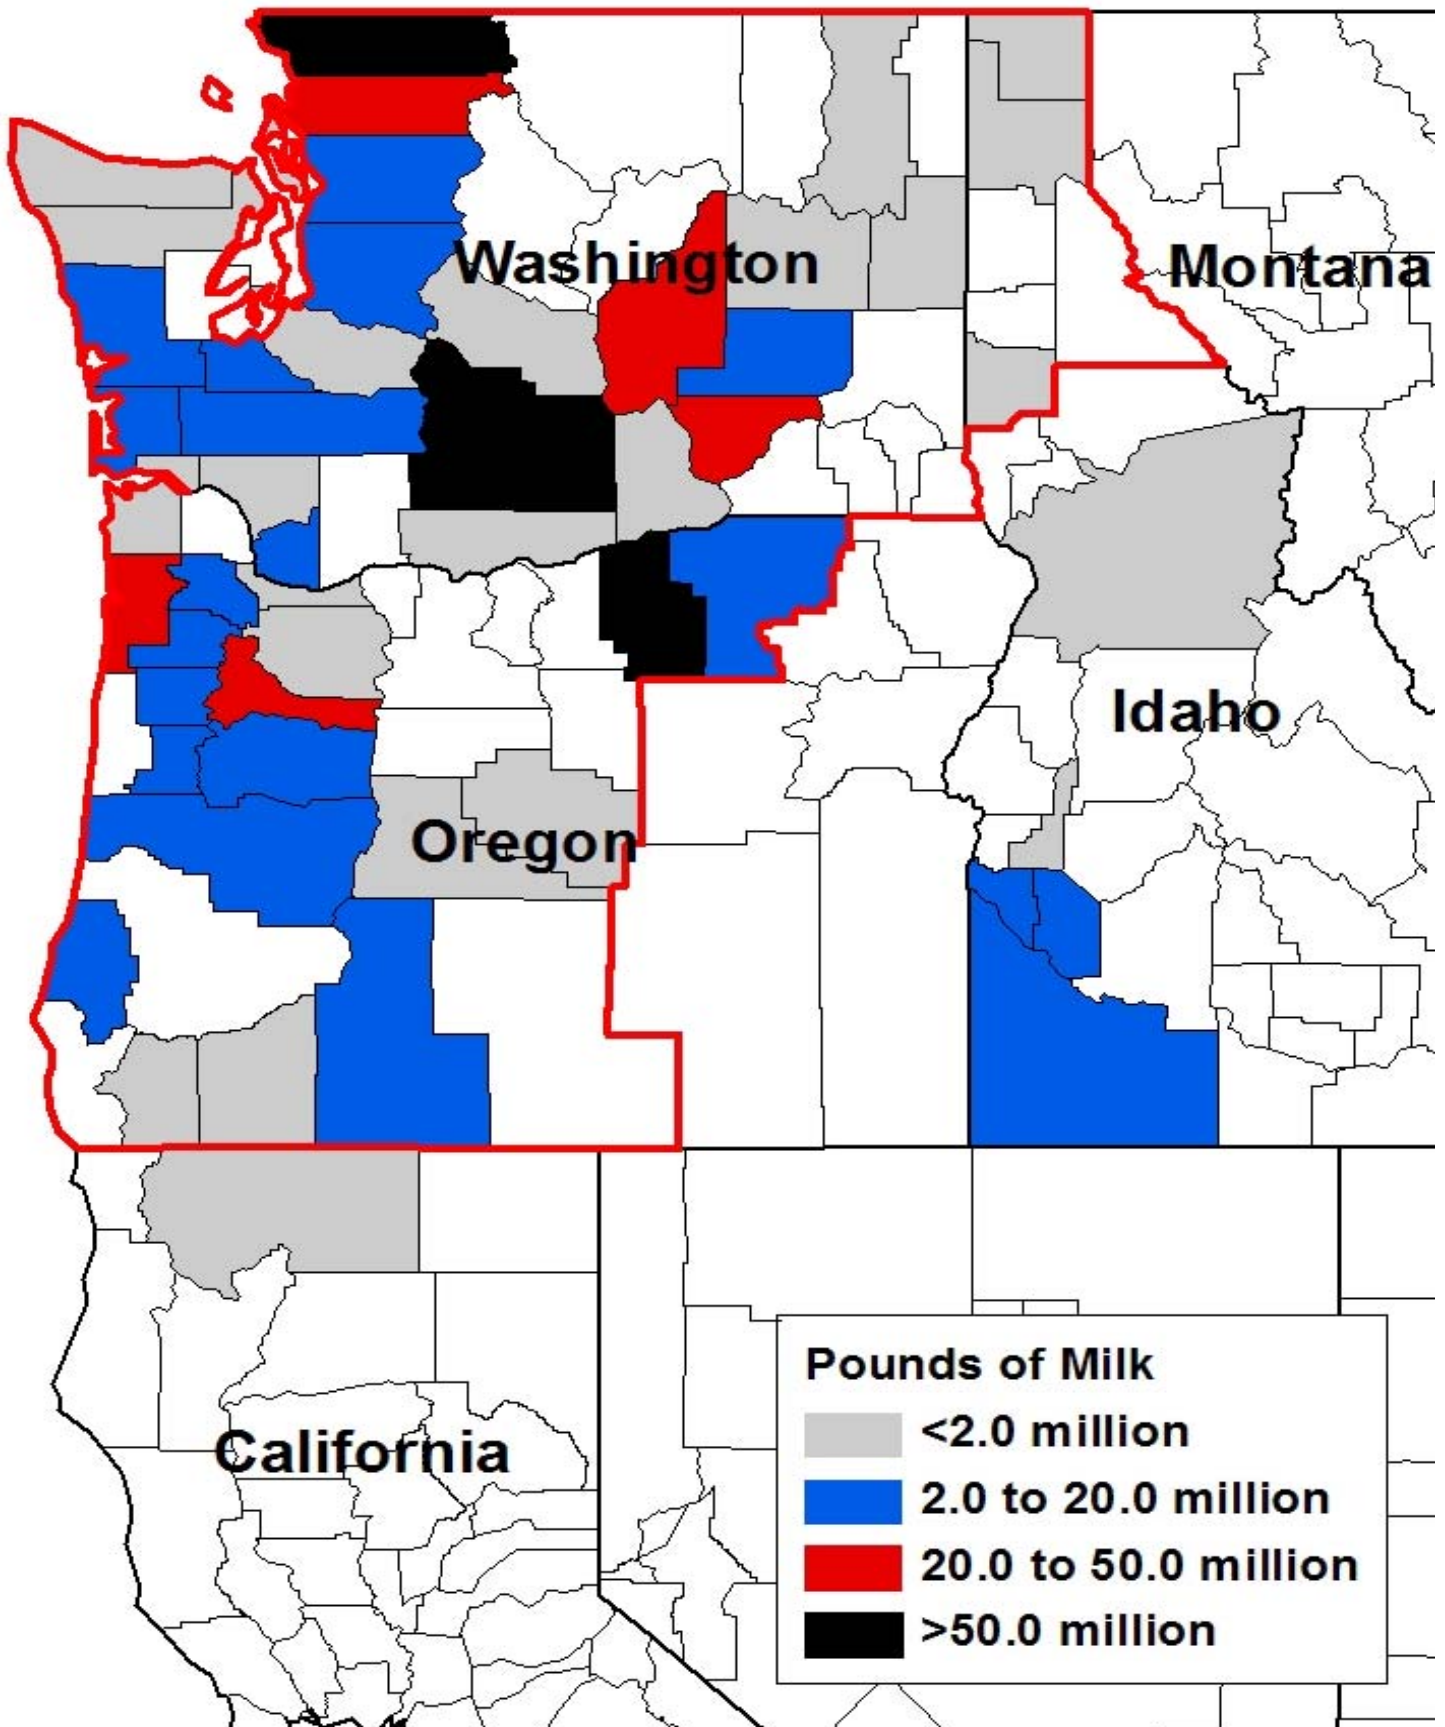 Washington
Montana
Idaho
Oregon
California
Pounds of Milk
<2.0 million
2.0 to 20.0 million
20.0 to 50.0 million
>50.0 million